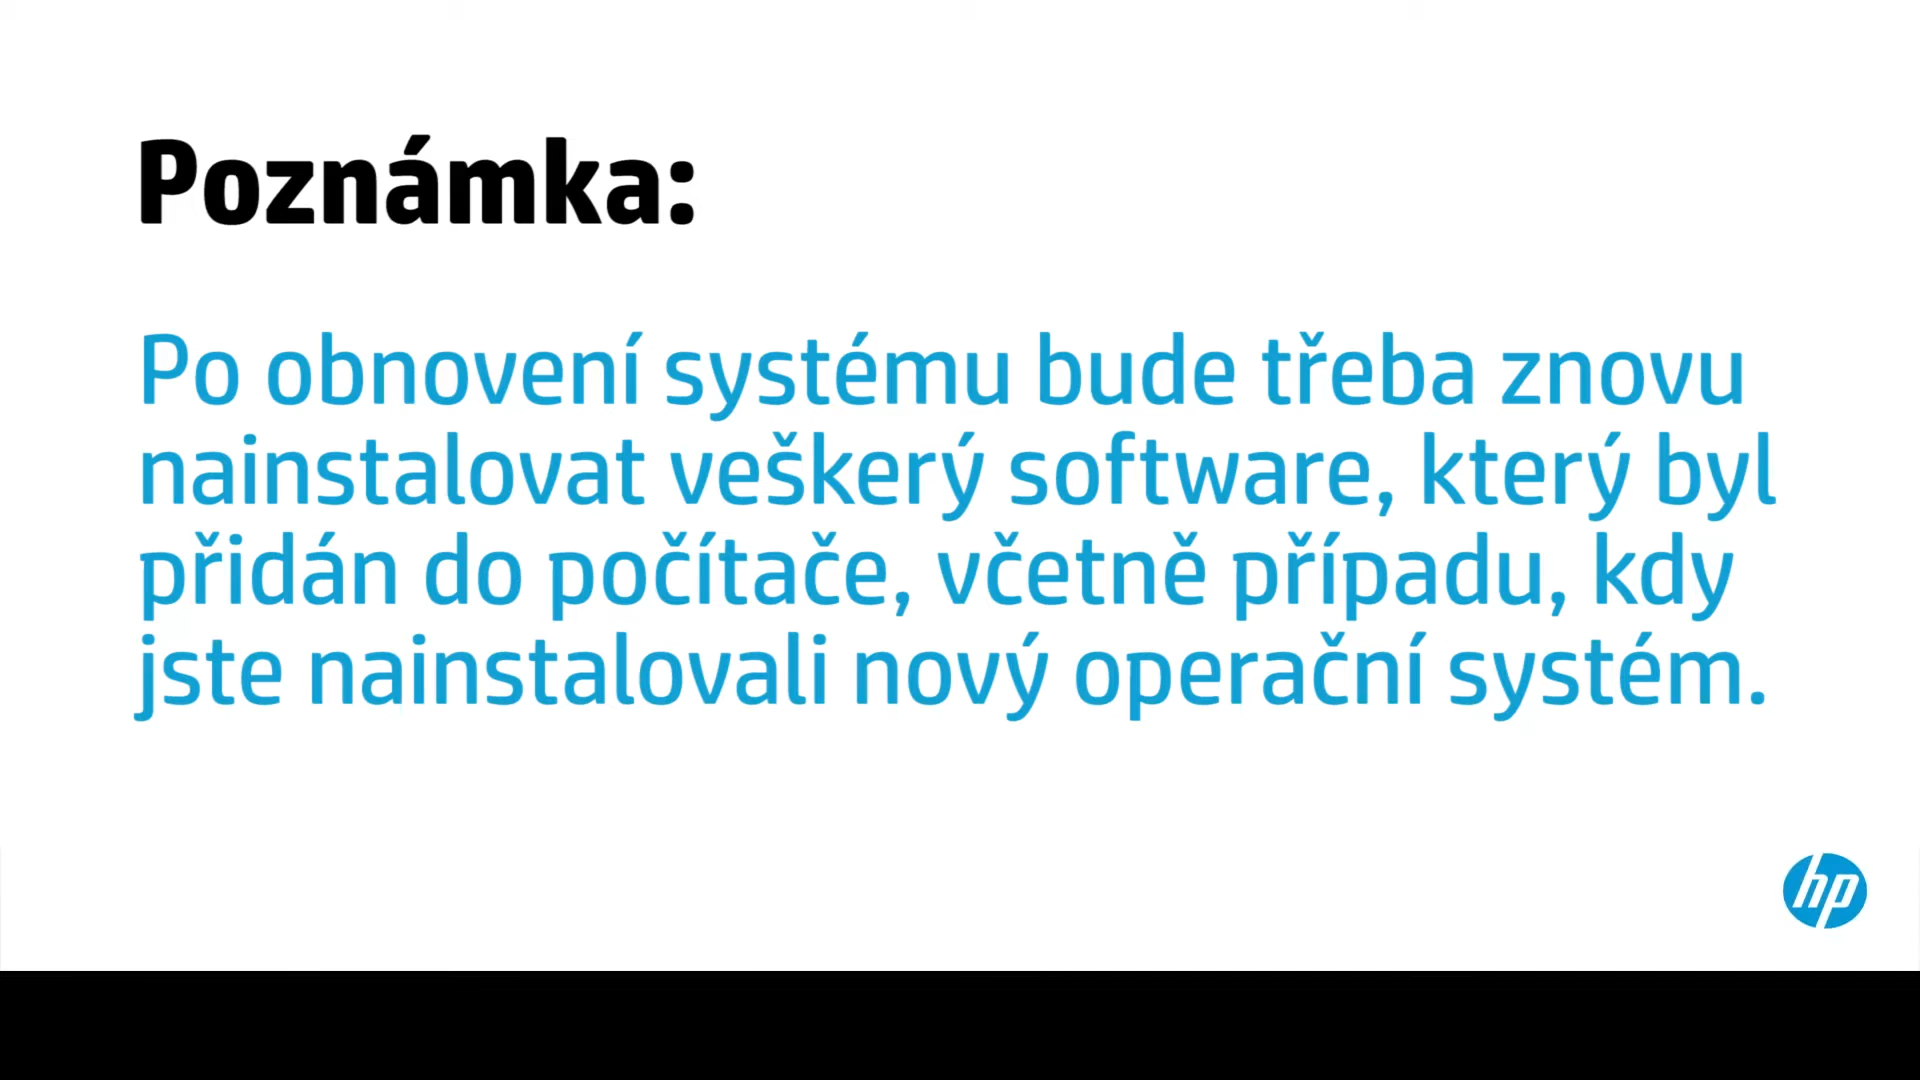 Poznámka:
Po obnovení systému bude třeba znovu
nainstalovat veškerý software, který byl
přidán do počítače, včetně případu, kdy
jste nainstalovali nový operační systém.
hp